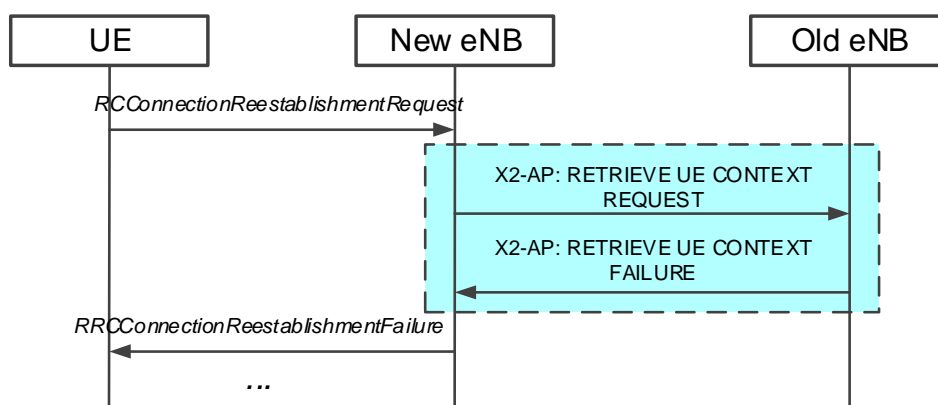 UE
New eNB
Old eNB
RCConnectionReestablishmentRequest
X2-AP: RETRIEVE UE CONTEXT
REQUEST
X2-AP: RETRIEVE UE CONTEXT
FAILURE
RRCConnectionReestablishmentFailure
...